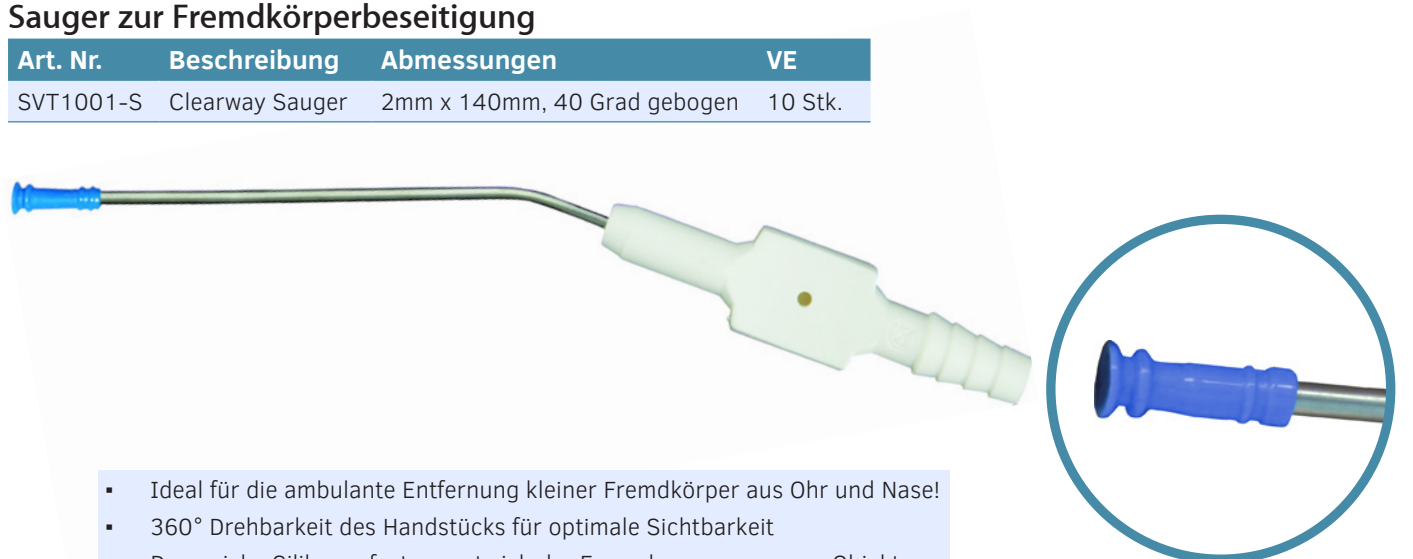 Sauger zur Fremdkörperbeseitigung
Art. Nr. Beschreibung Abmessungen VE
SVT1001-S Clearway Sauger 2mm x 140mm, 40 Grad gebogen 10 Stk.
▪ Ideal für die ambulante Entfernung kleiner Fremdkörper aus Ohr und Nase!
▪ 360° Drehbarkeit des Handstücks für optimale Sichtbarkeit